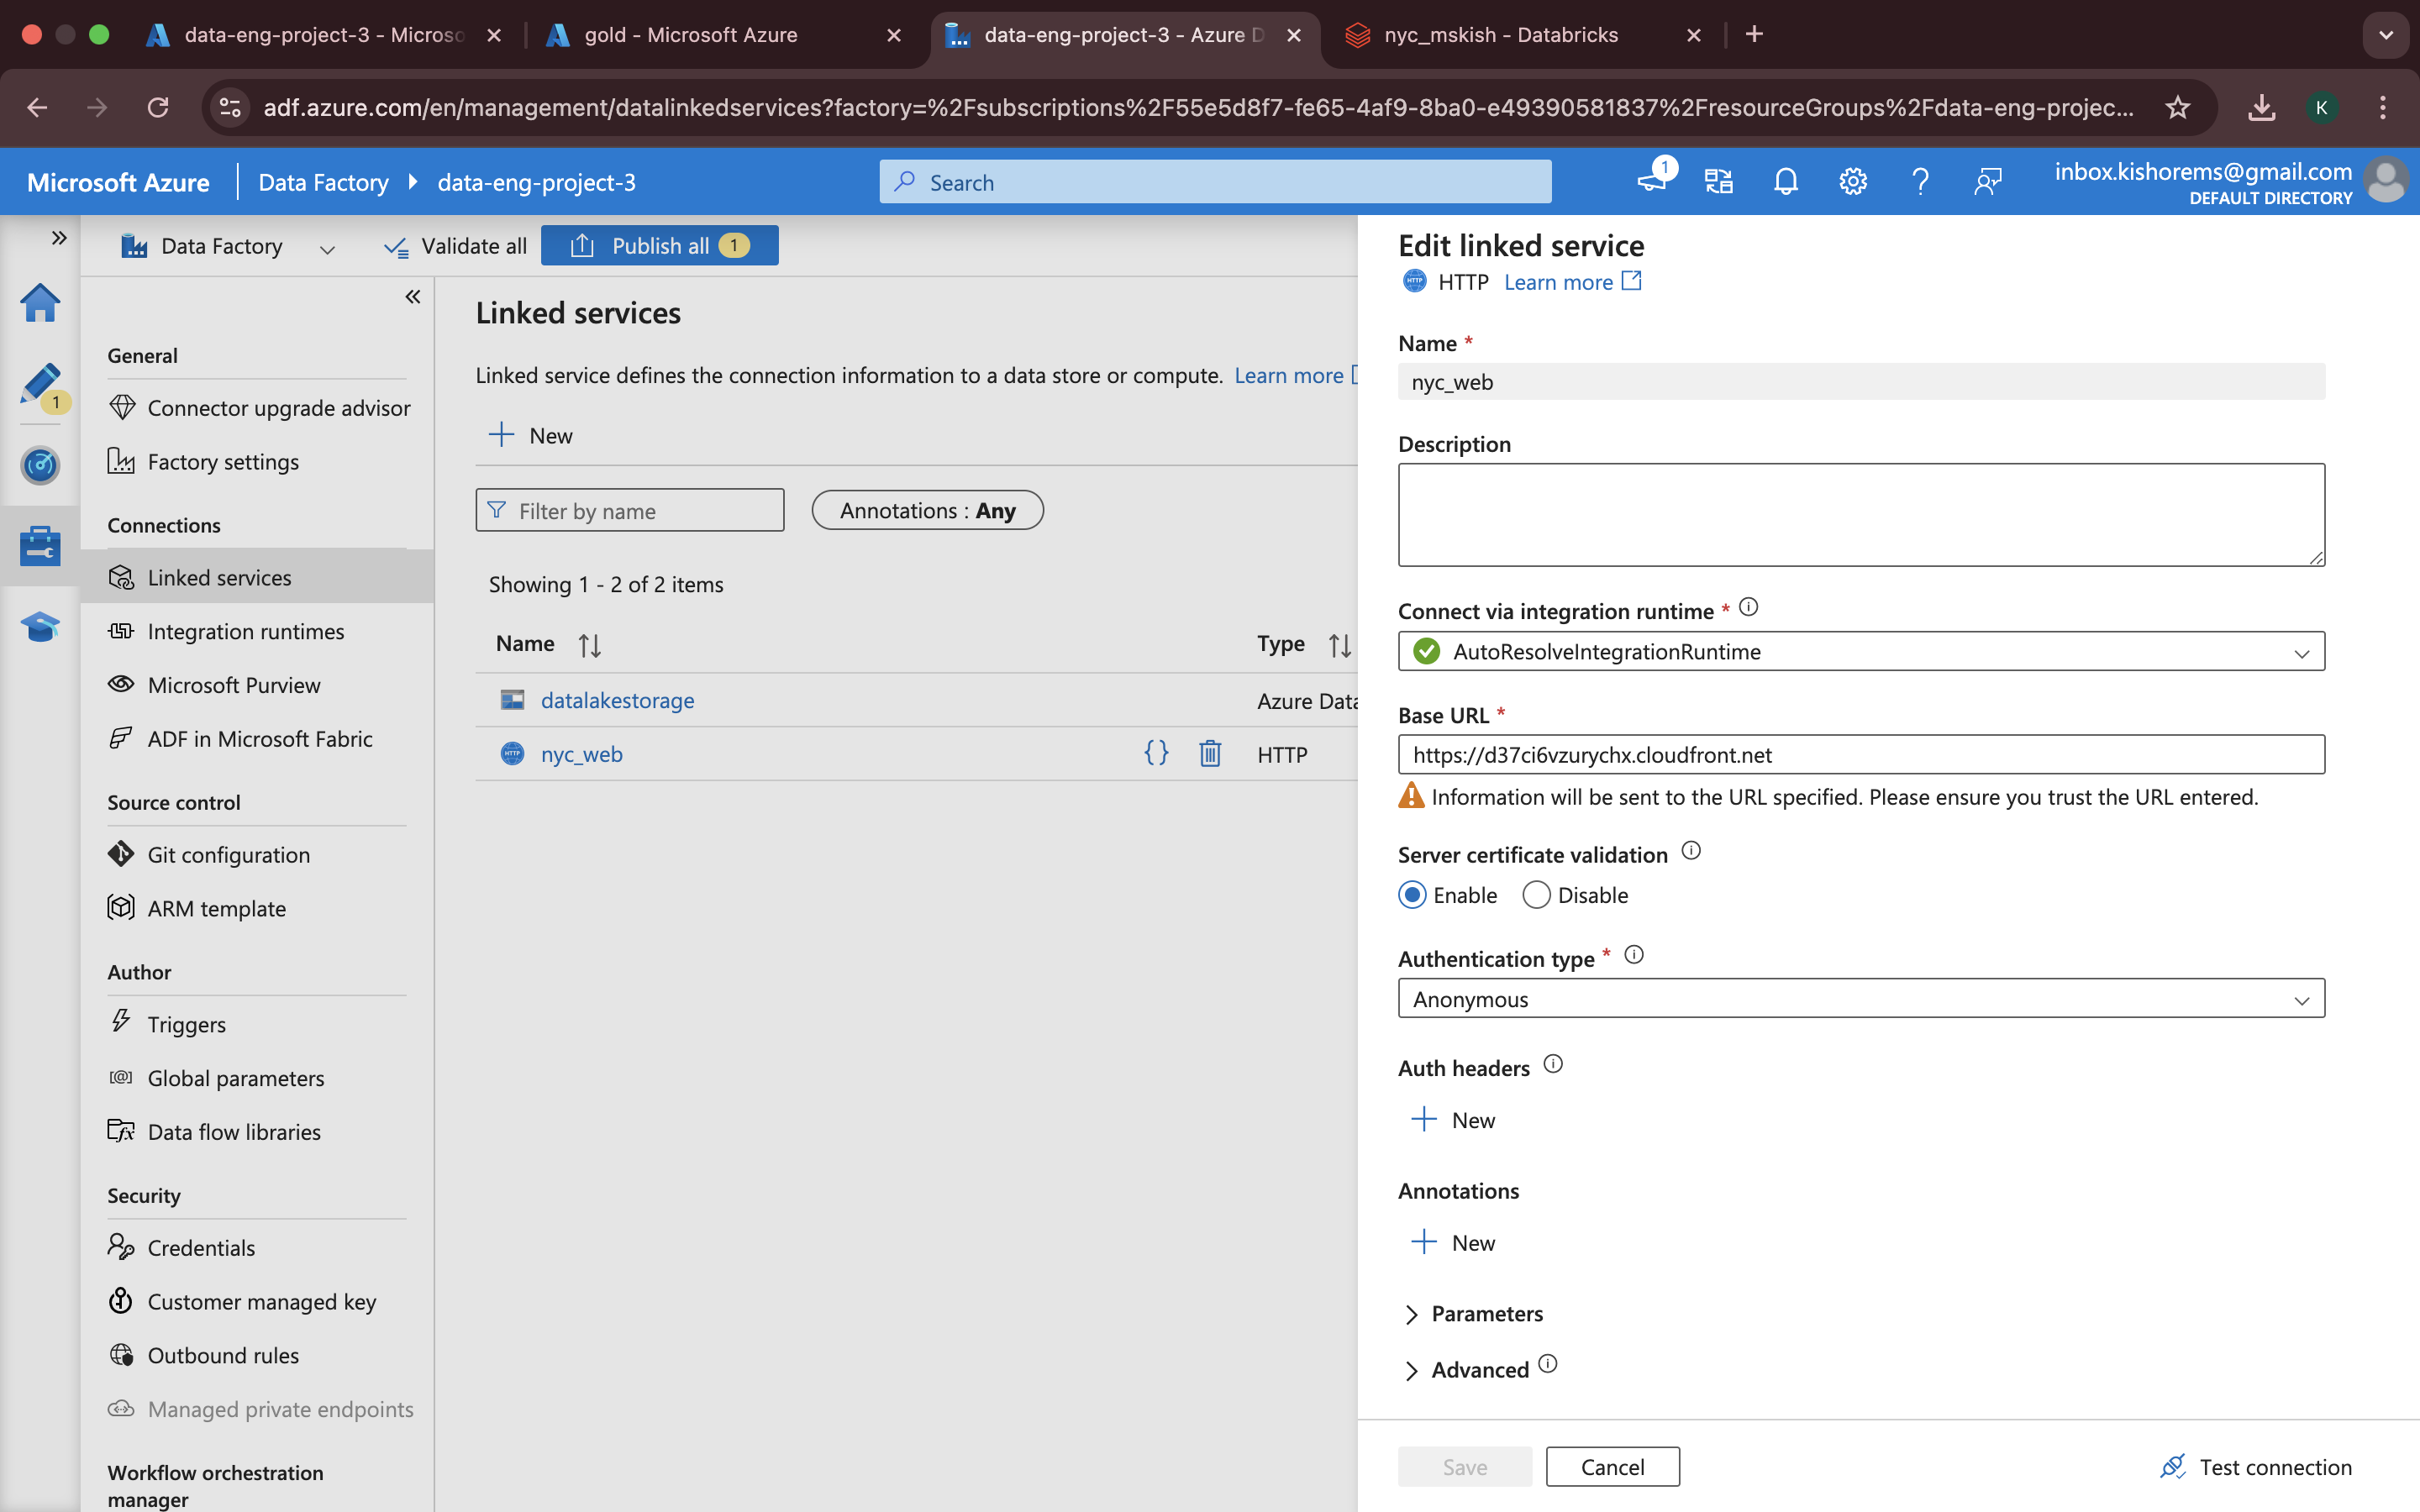 data-eng-project-3 - Microso
gold - Microsoft Azure
data-eng-project-3 - Azure D
nyc_mskish - Databricks
adf.azure.com/en/management/datalinkedservices?factory=%2Fsubscriptions%2F55e5d8f7-fe65-4af9-8ba0-e49390581837%2FresourceGroups%2Fdata-eng-projec...
K
Microsoft Azure
Data Factory
data-eng-project-3
Search
1
inbox.kishorems@gmail.com
DEFAULT DIRECTORY
Data Factory
Validate all
Publish all 1
1
General
Connector upgrade advisor
Factory settings
Connections
Linked services
Integration runtimes
Microsoft Purview
ADF in Microsoft Fabric
Source control
Git configuration
ARM template
Author
Triggers
Global parameters
Data flow libraries
Security
Credentials
Customer managed key
Outbound rules
Managed private endpoints
Workflow orchestration
manager
Linked services
Linked service defines the connection information to a data store or compute. Learn more
New
Filter by name
Annotations : Any
Showing 1 - 2 of 2 items
Name
Type
datalakestorage
Azure Data
HTTP
nyc_web
{}
HTTP
Edit linked service
HTTP
HTTP
Learn more
Name *
nyc_web
Description
Connect via integration runtime *
AutoResolveIntegrationRuntime
Base URL *
https://d37ci6vzurychx.cloudfront.net
Information will be sent to the URL specified. Please ensure you trust the URL entered.
Server certificate validation
Enable
Disable
Authentication type *
Anonymous
Auth headers
New
Annotations
New
Parameters
Advanced
Save
Cancel
Test connection